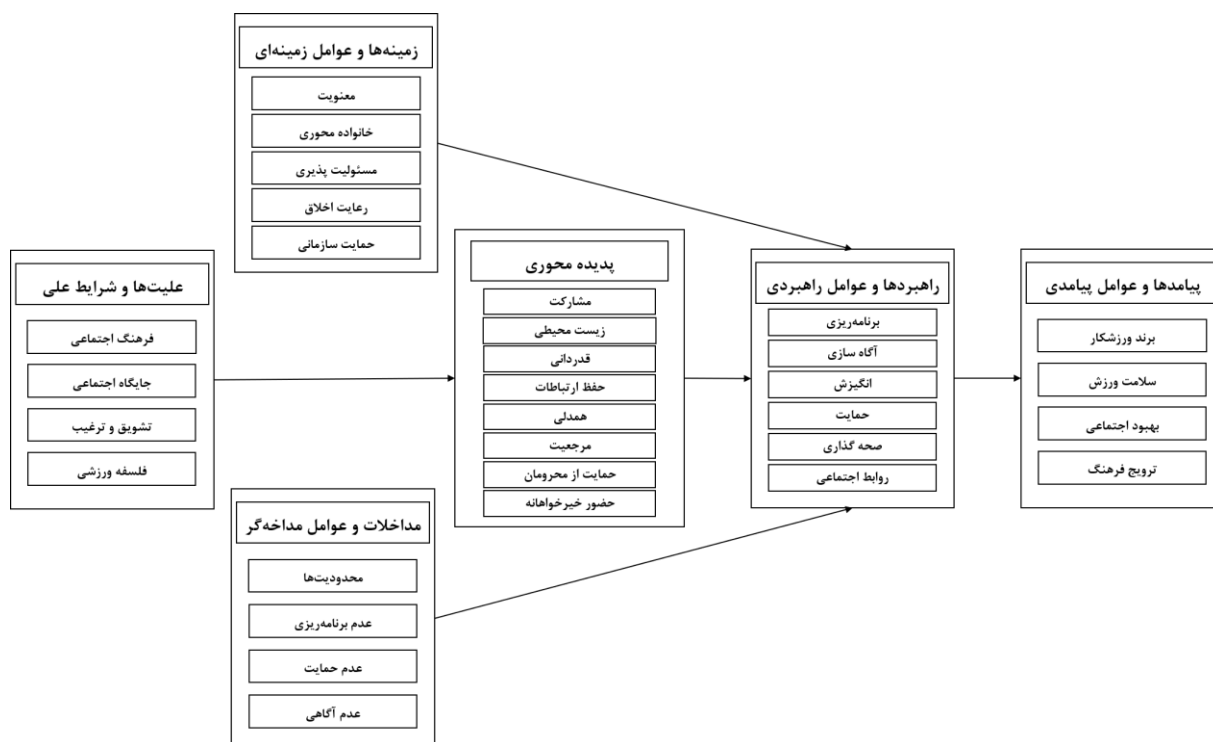 زمینه‌ها و عوامل زمینه‌ای
معنویت
خانواده محوری
مسئولیت پذیری
رعایت اخلاق
حمایت سازمانی
علیت‌ها و شرایط علی
فرهنگ اجتماعی
جایگاه اجتماعی
تشویق و ترغیب
فلسفه ورزشی
پدیده محوری
مشارکت
زیست محیطی
قدردانی
حفظ ارتباطات
همدلی
مرجعیت
حمایت از محرومان
حضور خیرخواهانه
راهبردها و عوامل راهبردی
برنامه‌ریزی
آگاه سازی
انگیزش
حمایت
صحه گذاری
روابط اجتماعی
پیامدها و عوامل پیامدی
برند ورزشکار
سلامت ورزش
بهبود اجتماعی
ترویج فرهنگ
مداخلات و عوامل مداخه‌گر
محدودیت‌ها
عدم برنامه‌ریزی
عدم حمایت
عدم آگاهی